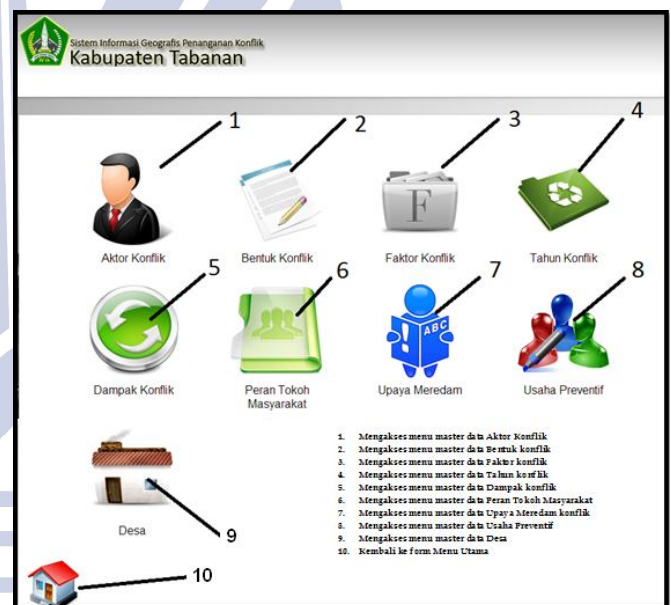 Sistem Informasi Geografis Penanganan Konflik
Kabupaten Tabanan
1
2
3
4
Aktor Konflik
Bentuk Konflik
Faktor Konflik
Tahun Konflik
F
5
6
7
8
ABC
Dampak Konflik
Peran Tokoh
Masyarakat
Upaya Meredam
Usaha Preventif
1. Mengakses menu master data Aktor Konflik
2. Mengakses menu master data Bentuk konflik
3. Mengakses menu master data Faktor konflik
4. Mengakses menu master data Tahun konflik
5. Mengakses menu master data Dampak konflik
6. Mengakses menu master data Peran Tokoh Masyarakat
7. Mengakses menu master data Upaya Meredam konflik
8. Mengakses menu master data Usaha Preventif
9. Mengakses menu master data Desa
10. Kembali ke form Menu Utama
Desa
9
10